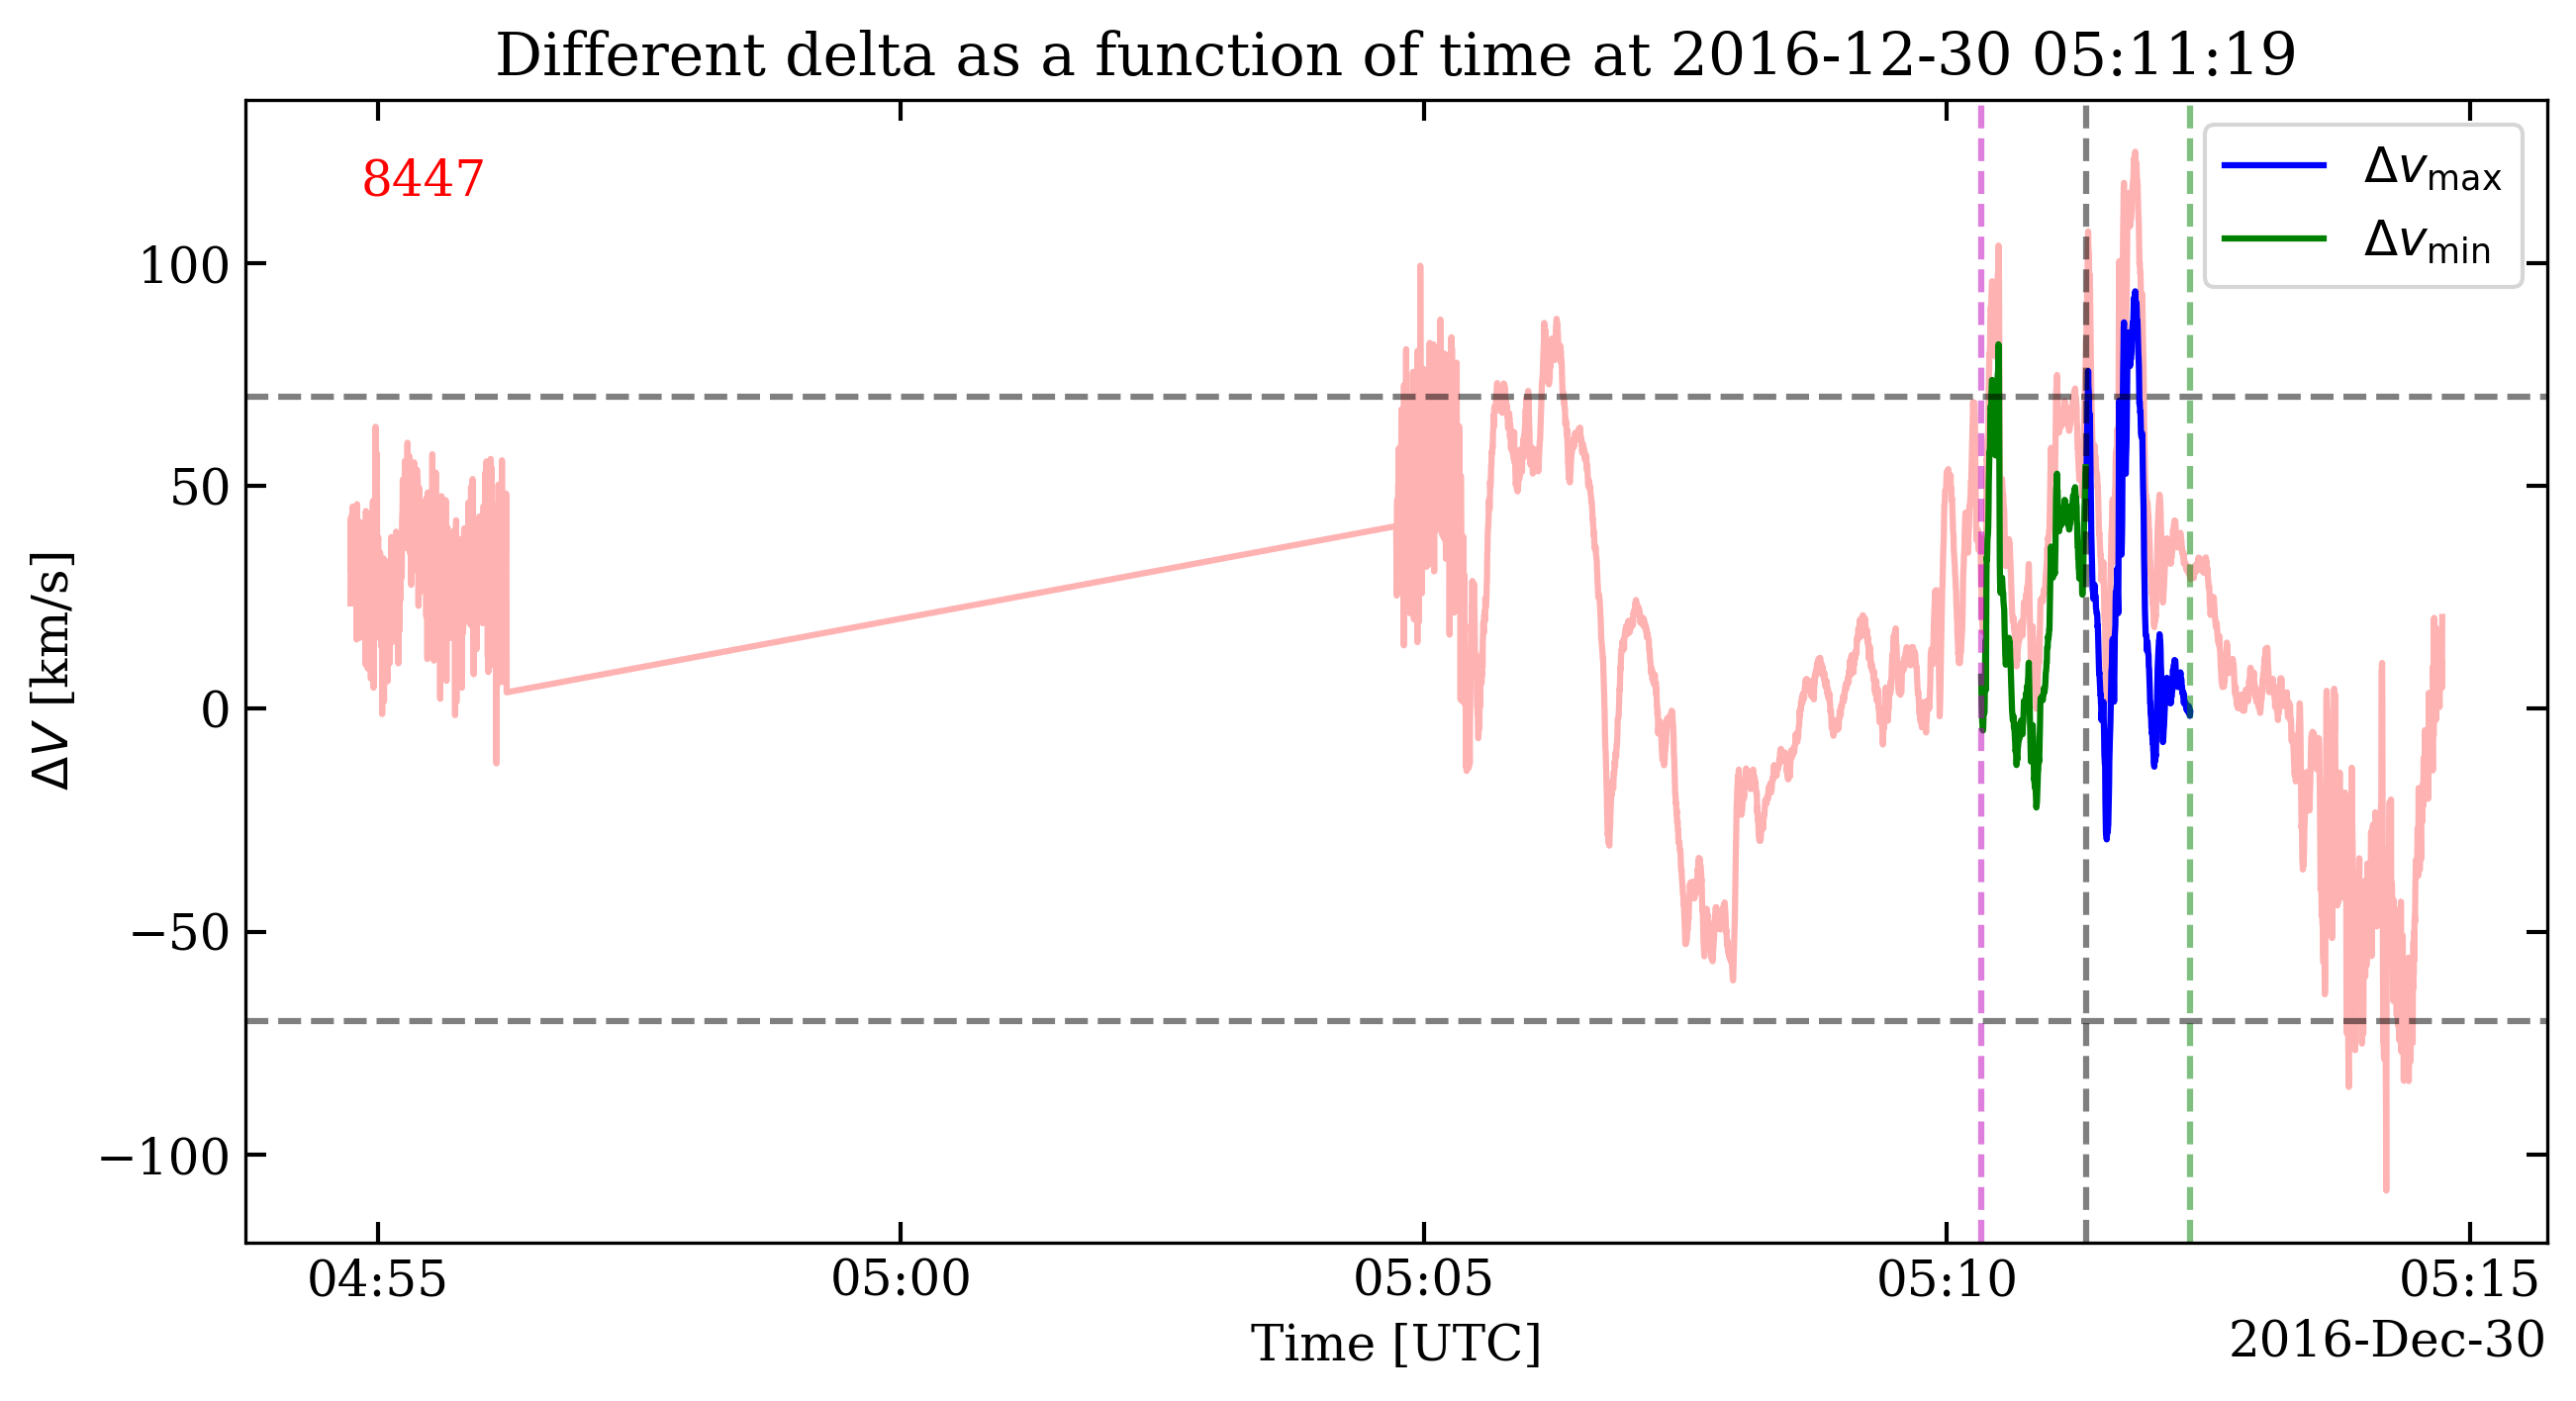 Different delta as a function of time at 2016-12-30 05:11:19
8447
Δv_max
Δv_min
100
50
0
−50
−100
ΔV [km/s]
04:55 05:00 05:05 05:10 05:15
Time [UTC]
2016-Dec-30